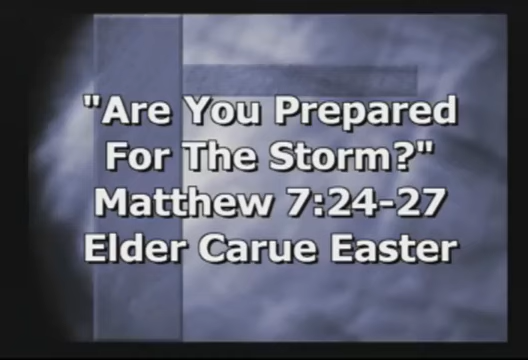 "Are You Prepared
For The Storm?"
Matthew 7:24-27
Elder Carue Easter